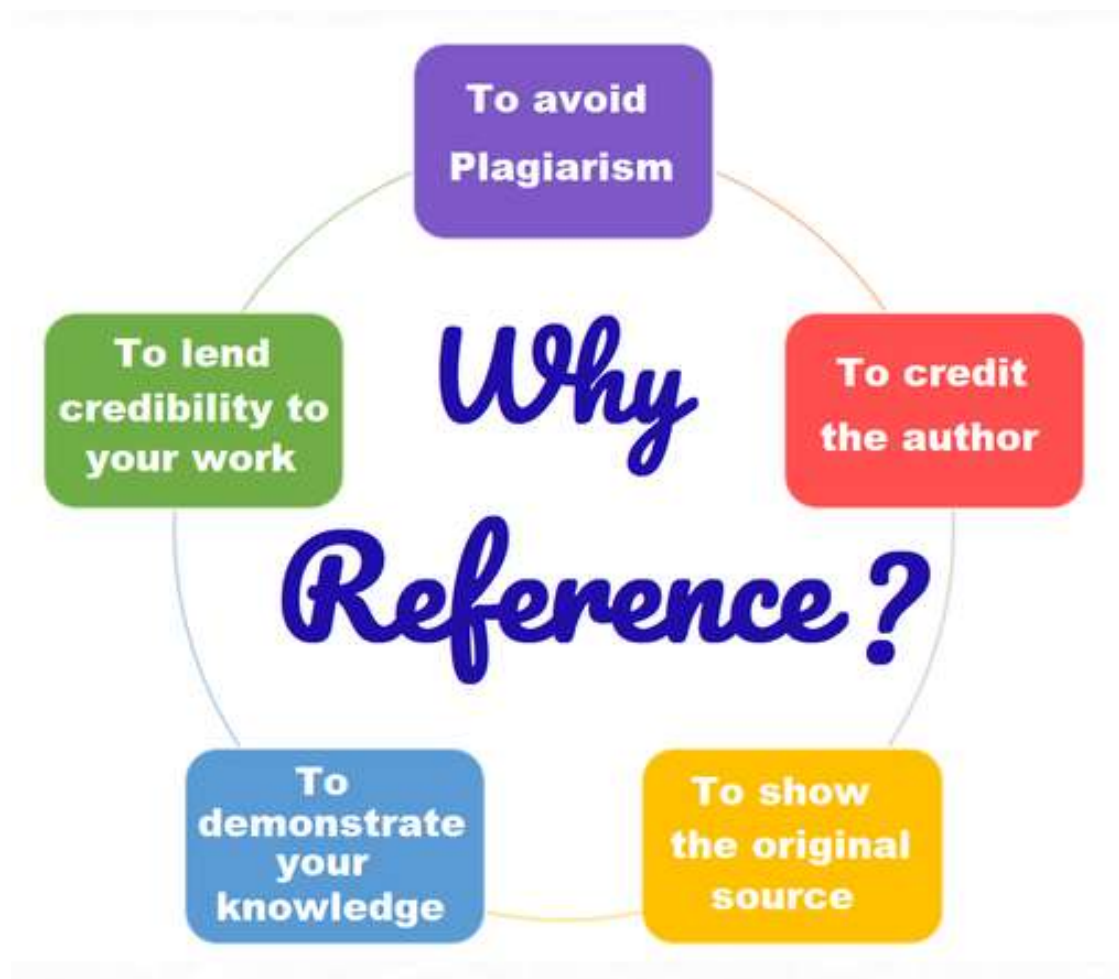 To avoid
Plagiarism
To lend
credibility to
your work
Why
To credit
the author
Reference?
To
demonstrate
your
knowledge
To show
the original
source